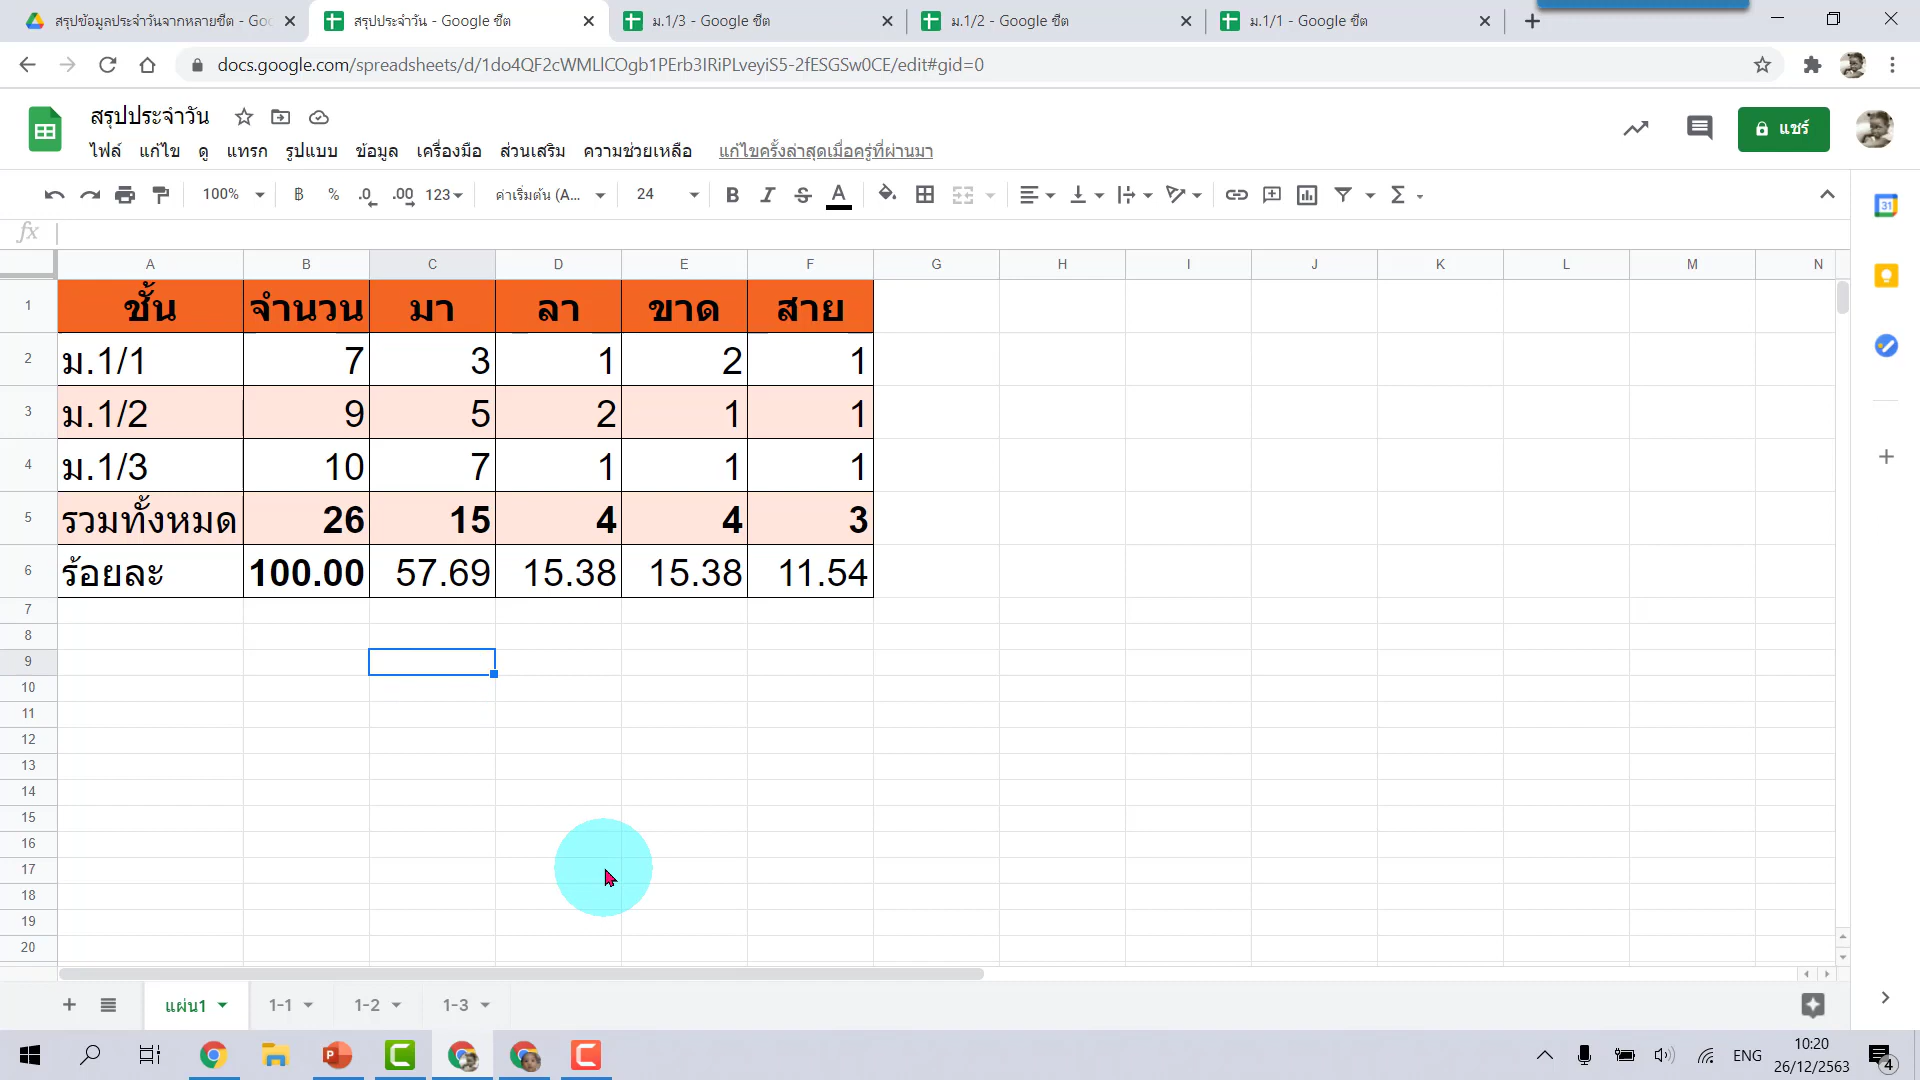 สรุปข้อมูลประจำวันจากหลายชีต - Goo
สรุปประจำวัน - Google ชีต
ม.1/3 - Google ชีต
ม.1/2 - Google ชีต
ม.1/1 - Google ชีต
สรุปประจำวัน
ไฟล์ แก้ไข ดู แทรก รูปแบบ ข้อมูล เครื่องมือ ส่วนเสริม ความช่วยเหลือ แก้ไขครั้งล่าสุดเมื่อครู่ที่ผ่านมา
แชร์
100% ฿ % .0 .00 123 ค่าเริ่มต้น (A... 24 B I S A Σ
fx
A B C D E F G H I J K L M N
1 ชั้น จำนวน มา ลา ขาด สาย
2 ม.1/1 7 3 1 2 1
3 ม.1/2 9 5 2 1 1
4 ม.1/3 10 7 1 1 1
5 รวมทั้งหมด 26 15 4 4 3
6 ร้อยละ 100.00 57.69 15.38 15.38 11.54
7
8
9
10
11
12
13
14
15
16
17
18
19
20
31
แผ่น1 1-1 1-2 1-3
P C C
ENG
10:20
26/12/2563
4